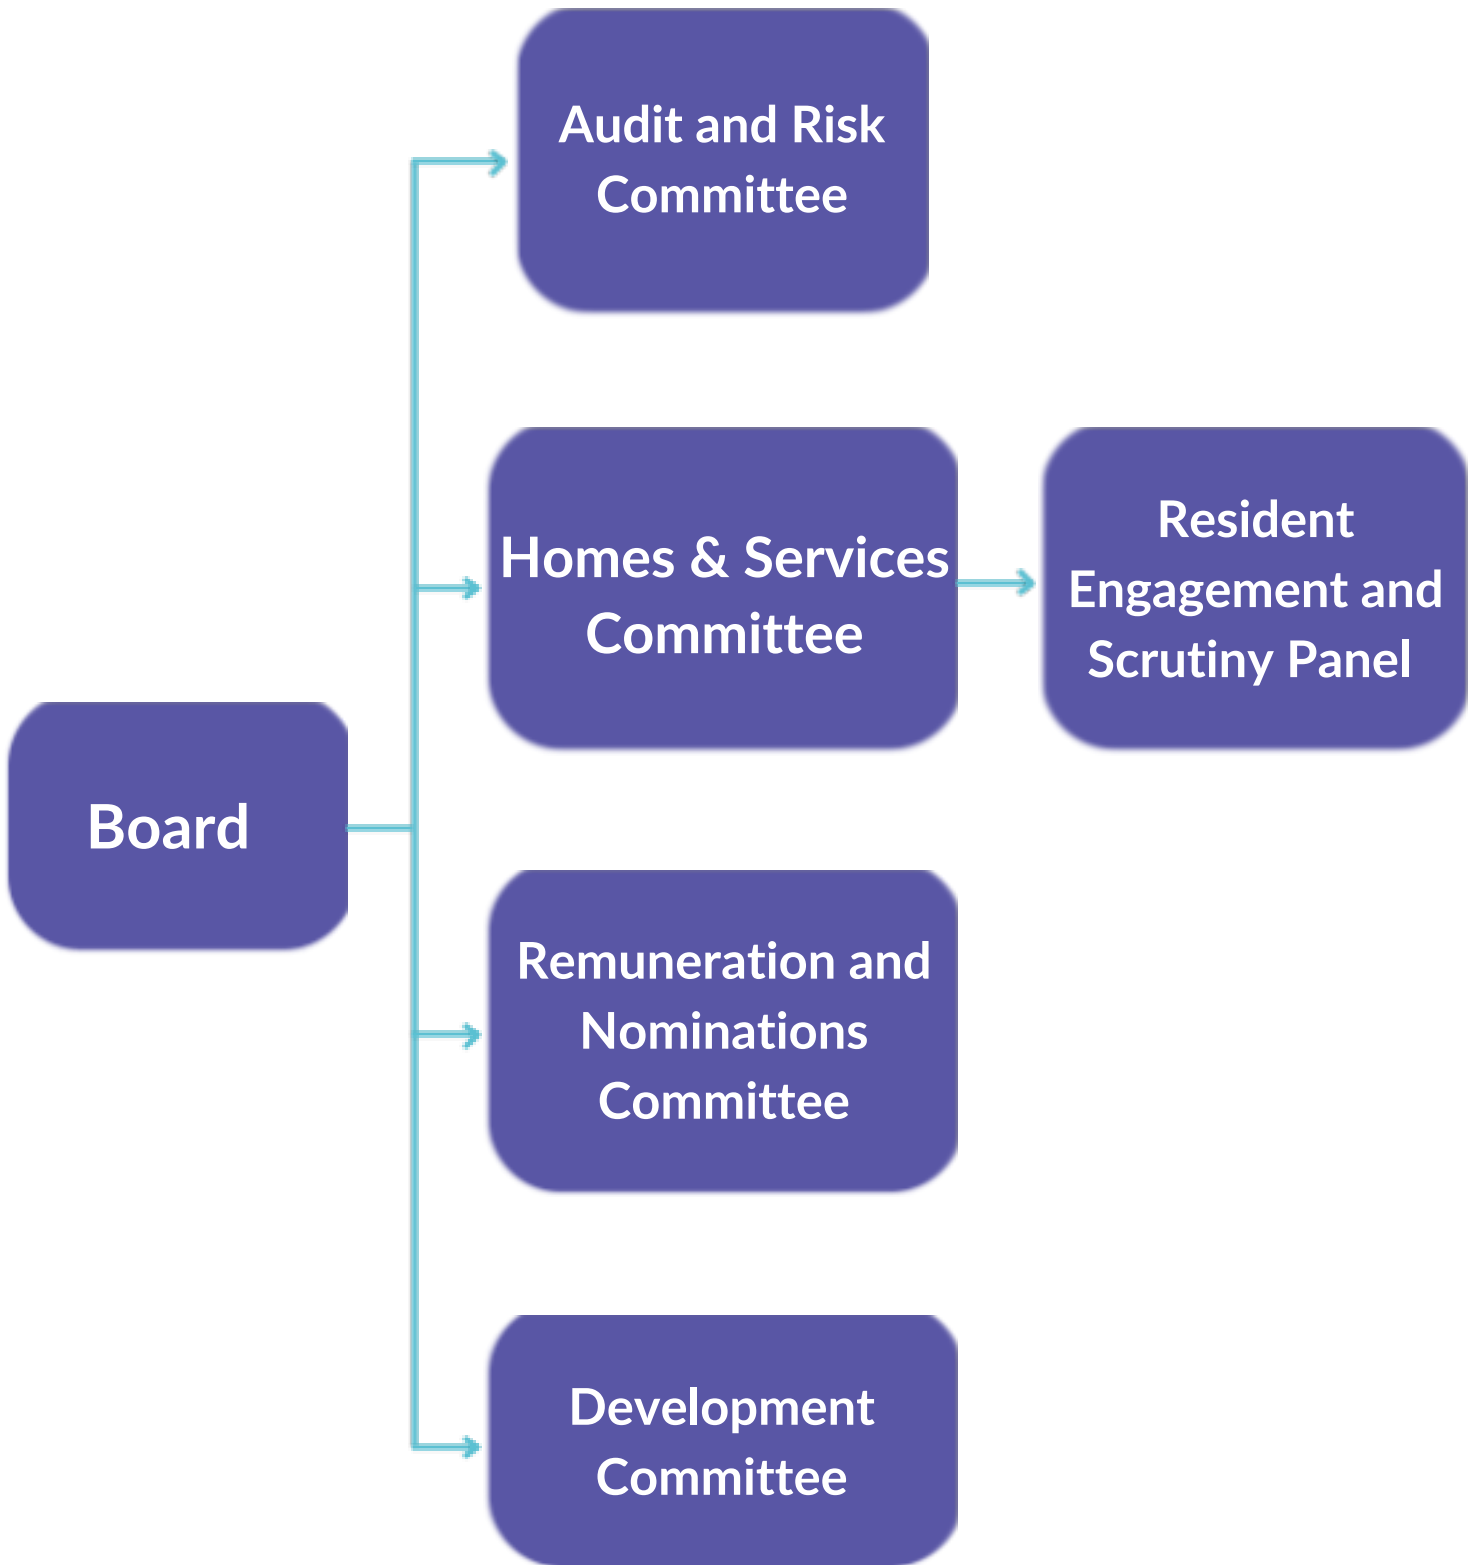 Audit and Risk
Committee
Homes & Services
Committee
Resident
Engagement and
Scrutiny Panel
Board
Remuneration and
Nominations
Committee
Development
Committee